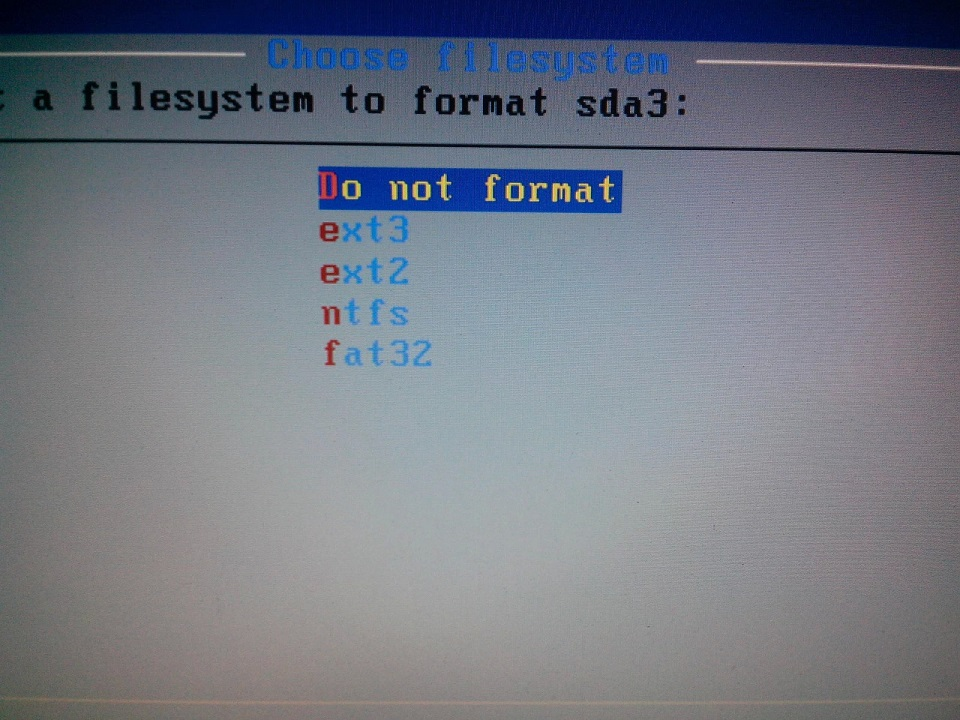 Choose filesystem
a filesystem to format sda3:
Do not format
ext3
ext2
ntfs
fat32